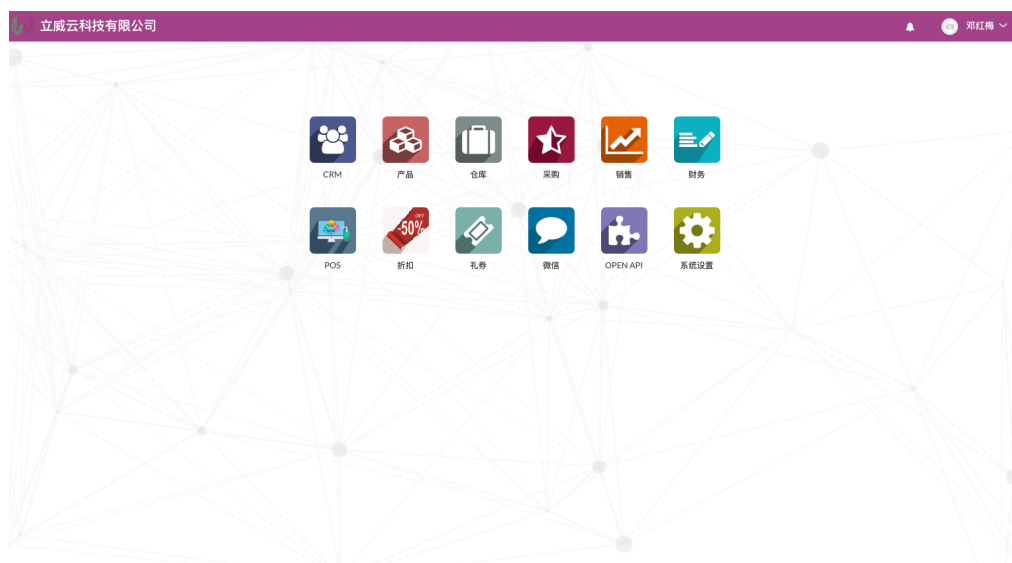 立威云科技有限公司
邓红梅
CRM
产品
仓库
采购
销售
财务
OFF
-50%
POS
折扣
礼券
微信
OPEN API
系统设置